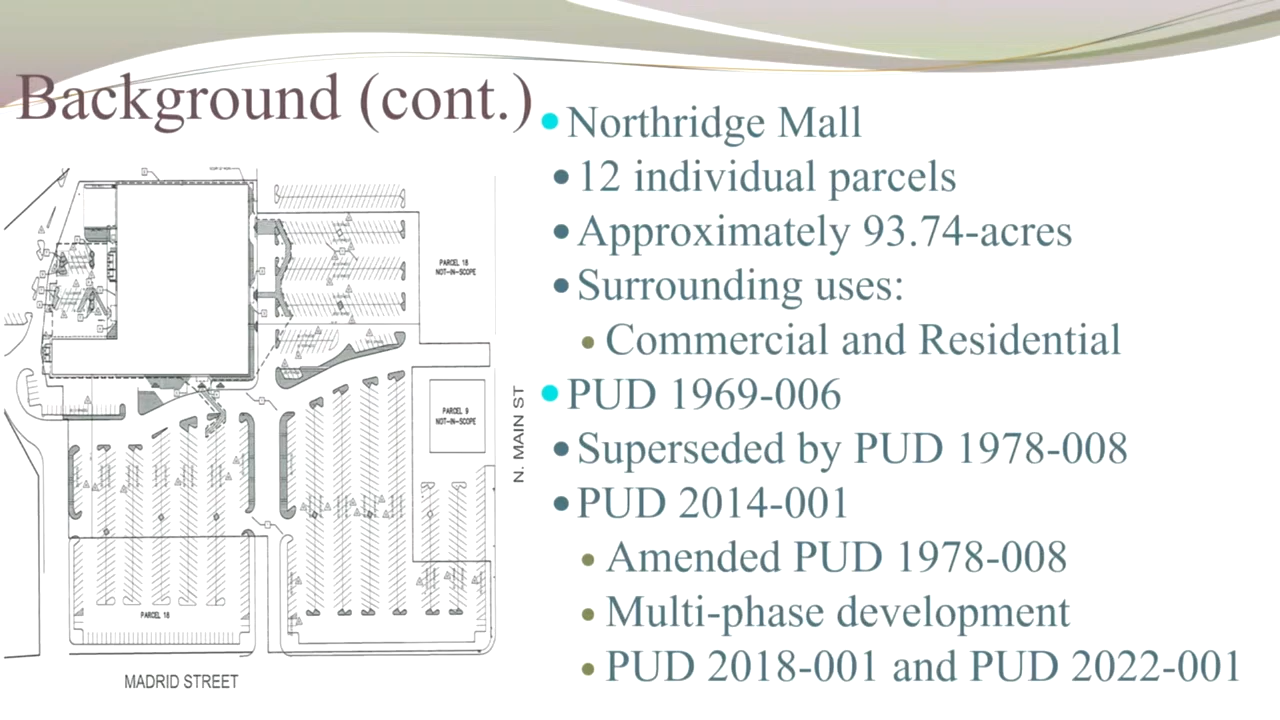 Background (cont.)
• Northridge Mall
• 12 individual parcels
• Approximately 93.74-acres
• Surrounding uses:
• Commercial and Residential
• PUD 1969-006
• Superseded by PUD 1978-008
• PUD 2014-001
• Amended PUD 1978-008
• Multi-phase development
• PUD 2018-001 and PUD 2022-001
PARCEL 18
NOT-IN-SCOPE
PARCEL 9
NOT-IN-SCOPE
N. MAIN ST
PARCEL 18
MADRID STREET